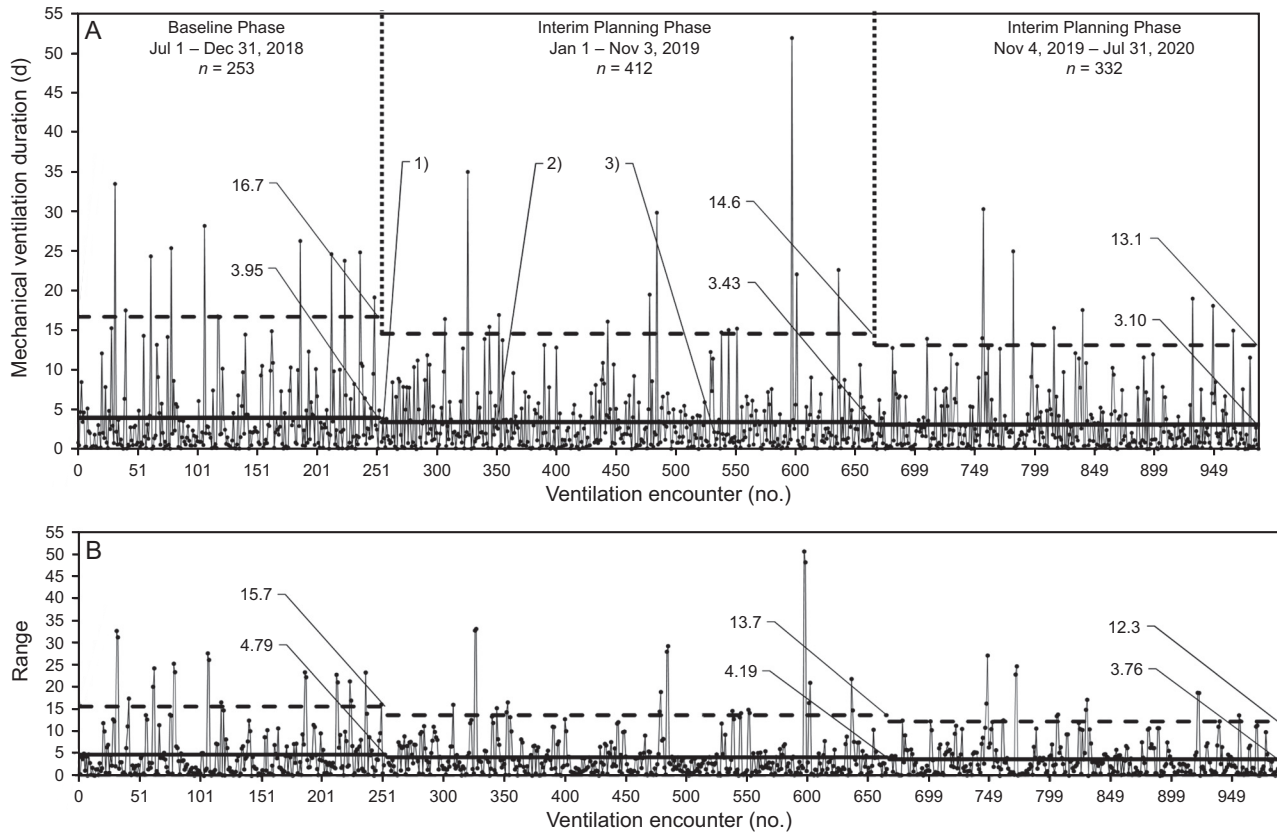 A
Baseline Phase
Jul 1 – Dec 31, 2018
n = 253
Interim Planning Phase
Jan 1 – Nov 3, 2019
n = 412
Interim Planning Phase
Nov 4, 2019 – Jul 31, 2020
n = 332
Mechanical ventilation duration (d)
55
50
45
40
35
30
25
20
15
10
5
0
16.7
3.95
1)
2)
3)
14.6
3.43
13.1
3.10
0 51 101 151 201 251 300 350 400 450 500 550 600 650 699 749 799 849 899 949
Ventilation encounter (no.)
B
Range
55
50
45
40
35
30
25
20
15
10
5
0
15.7
4.79
13.7
4.19
12.3
3.76
0 51 101 151 201 251 300 350 400 450 500 550 600 650 699 749 799 849 899 949
Ventilation encounter (no.)